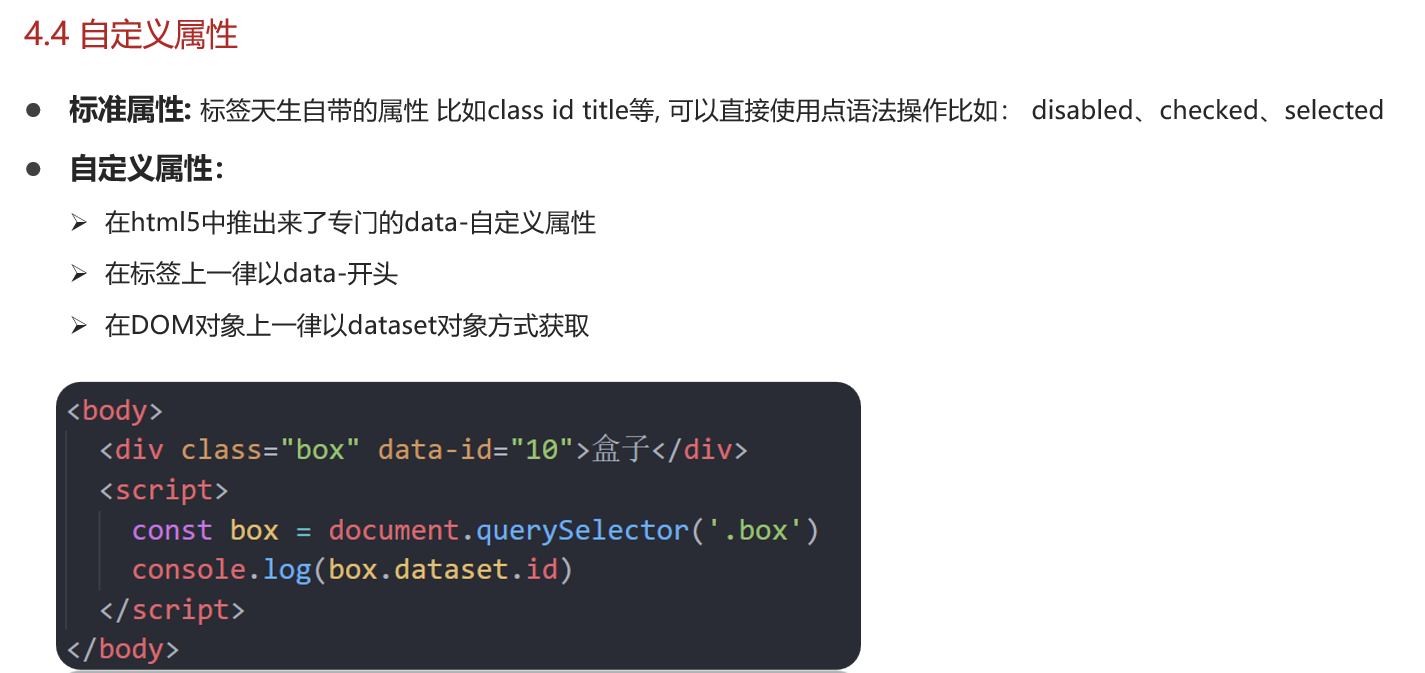 4.4 自定义属性
● 标准属性: 标签天生自带的属性 比如class id title等, 可以直接使用点语法操作比如： disabled、checked、selected
● 自定义属性：
➢ 在html5中推出来了专门的data-自定义属性
➢ 在标签上一律以data-开头
➢ 在DOM对象上一律以dataset对象方式获取
<body>
  <div class="box" data-id="10">盒子</div>
  <script>
    const box = document.querySelector('.box')
    console.log(box.dataset.id)
  </script>
</body>